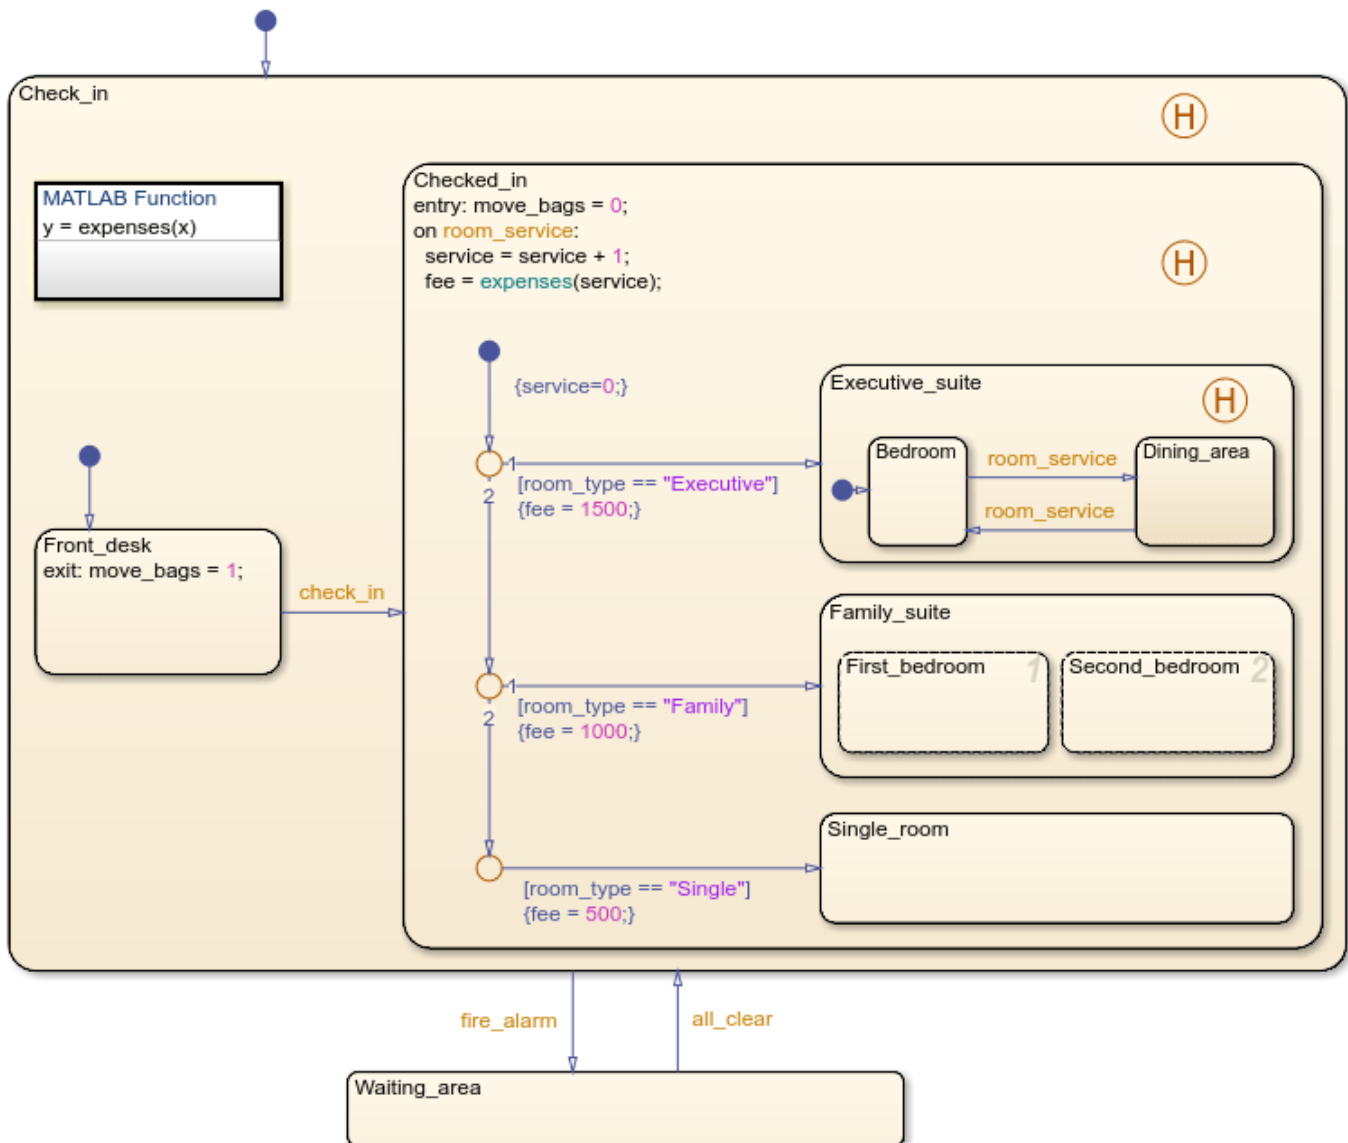 Check_in
H
MATLAB Function
y = expenses(x)
Checked_in
entry: move_bags = 0;
on room_service:
service = service + 1;
fee = expenses(service);
H
{service=0;}
Executive_suite
H
Bedroom
room_service
Dining_area
room_service
1
[room_type == "Executive"]
{fee = 1500;}
2
Front_desk
exit: move_bags = 1;
check_in
Family_suite
First_bedroom 1
Second_bedroom 2
1
[room_type == "Family"]
{fee = 1000;}
2
Single_room
[room_type == "Single"]
{fee = 500;}
fire_alarm
all_clear
Waiting_area